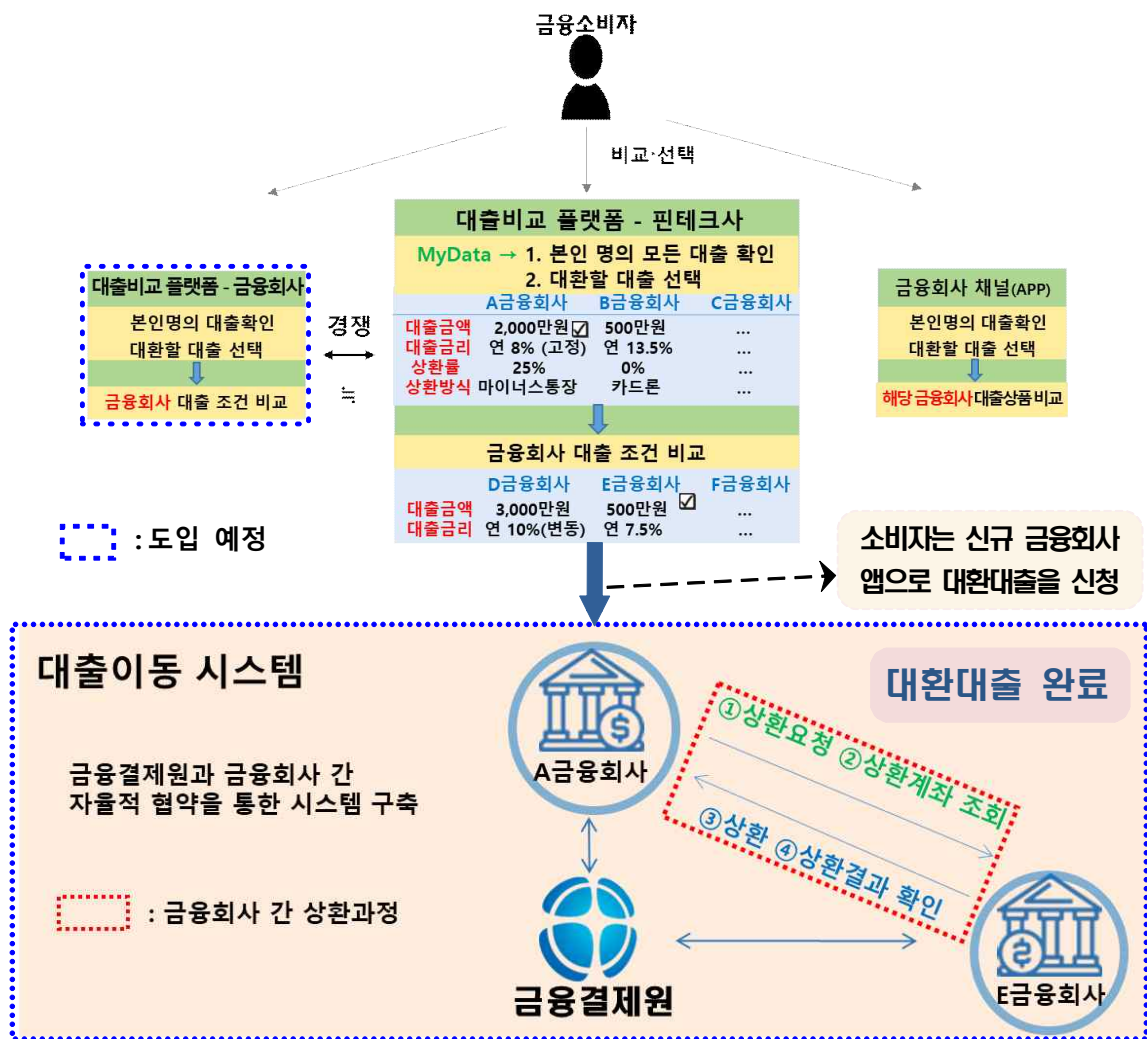 금융소비자
비교·선택
대출비교 플랫폼 - 핀테크사
MyData → 1. 본인 명의 모든 대출 확인
2. 대환할 대출 선택
A금융회사 B금융회사 C금융회사
대출금액 2,000만원 ☑ 500만원 ...
대출금리 연 8% (고정) 연 13.5% ...
상환률 25% 0% ...
상환방식 마이너스통장 카드론 ...
금융회사 대출 조건 비교
D금융회사 E금융회사 ☑ F금융회사
대출금액 3,000만원 500만원 ...
대출금리 연 10%(변동) 연 7.5% ...
대출비교 플랫폼 - 금융회사
본인명의 대출확인
대환할 대출 선택
금융회사 대출 조건 비교
경쟁
≒
금융회사 채널(APP)
본인명의 대출확인
대환할 대출 선택
해당 금융회사 대출상품 비교
: 도입 예정
소비자는 신규 금융회사
앱으로 대환대출을 신청
대출이동 시스템
대환대출 완료
금융결제원과 금융회사 간
자율적 협약을 통한 시스템 구축
: 금융회사 간 상환과정
A금융회사
①상환요청 ②상환계좌 조회
③상환 ④상환결과 확인
금융결제원
E금융회사